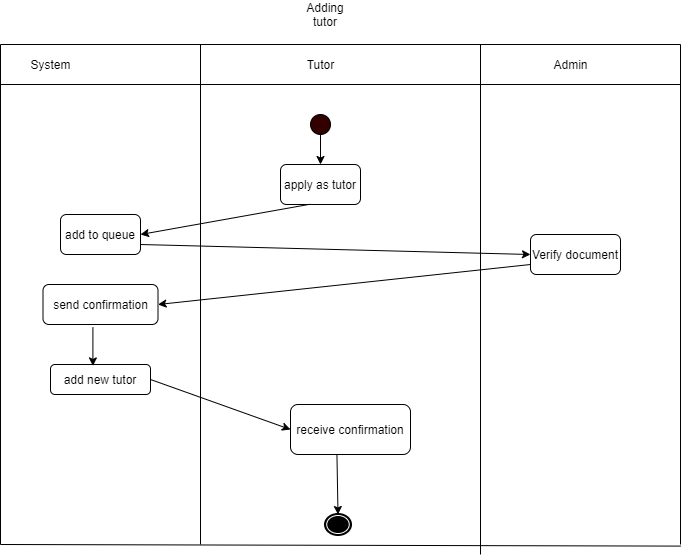 Adding
tutor
System
Tutor
Admin
apply as tutor
add to queue
Verify document
send confirmation
add new tutor
receive confirmation